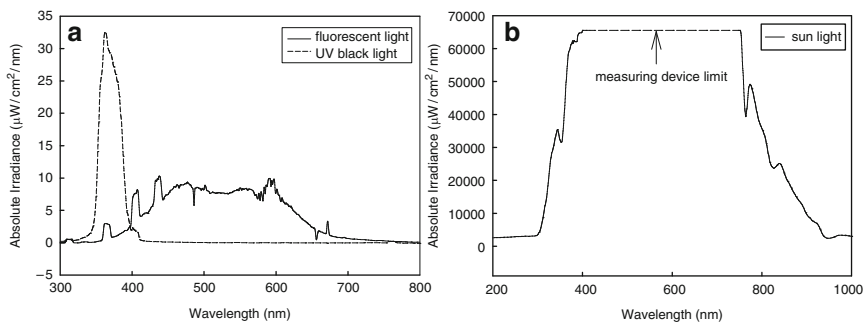 a
fluorescent light
UV black light
Absolute Irradiance (μW/cm²/nm)
35
30
25
20
15
10
5
0
−5
300 400 500 600 700 800
Wavelength (nm)
b
sun light
measuring device limit
Absolute Irradiance (μW/cm²/nm)
70000
60000
50000
40000
30000
20000
10000
0
200 400 600 800 1000
Wavelength (nm)